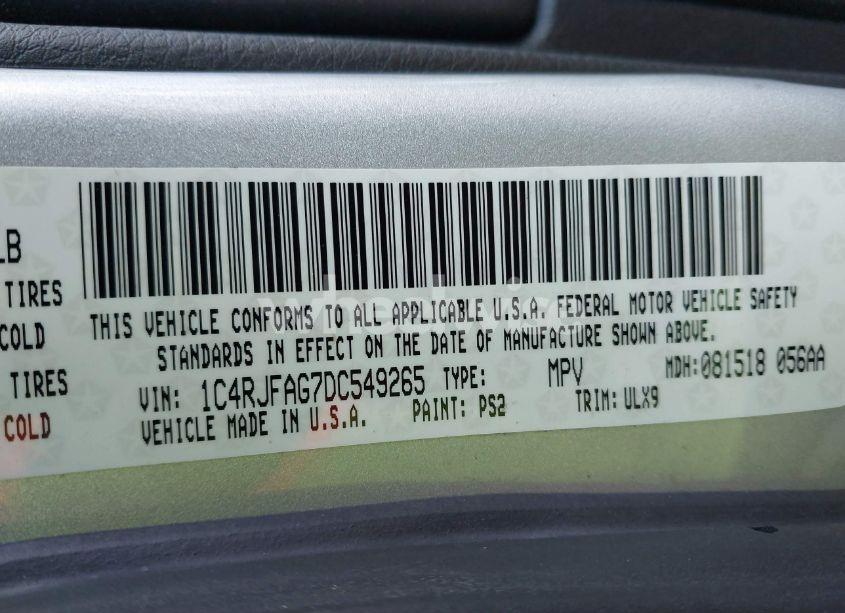 LB
TIRES
COLD
TIRES
COLD
THIS VEHICLE CONFORMS TO ALL APPLICABLE U.S.A. FEDERAL MOTOR VEHICLE SAFETY
STANDARDS IN EFFECT ON THE DATE OF MANUFACTURE SHOWN ABOVE.
VIN: 1C4RJFAG7DC549265 TYPE: MPV MDH:081518 056AA
VEHICLE MADE IN U.S.A. PAINT: PS2 TRIM:ULX9